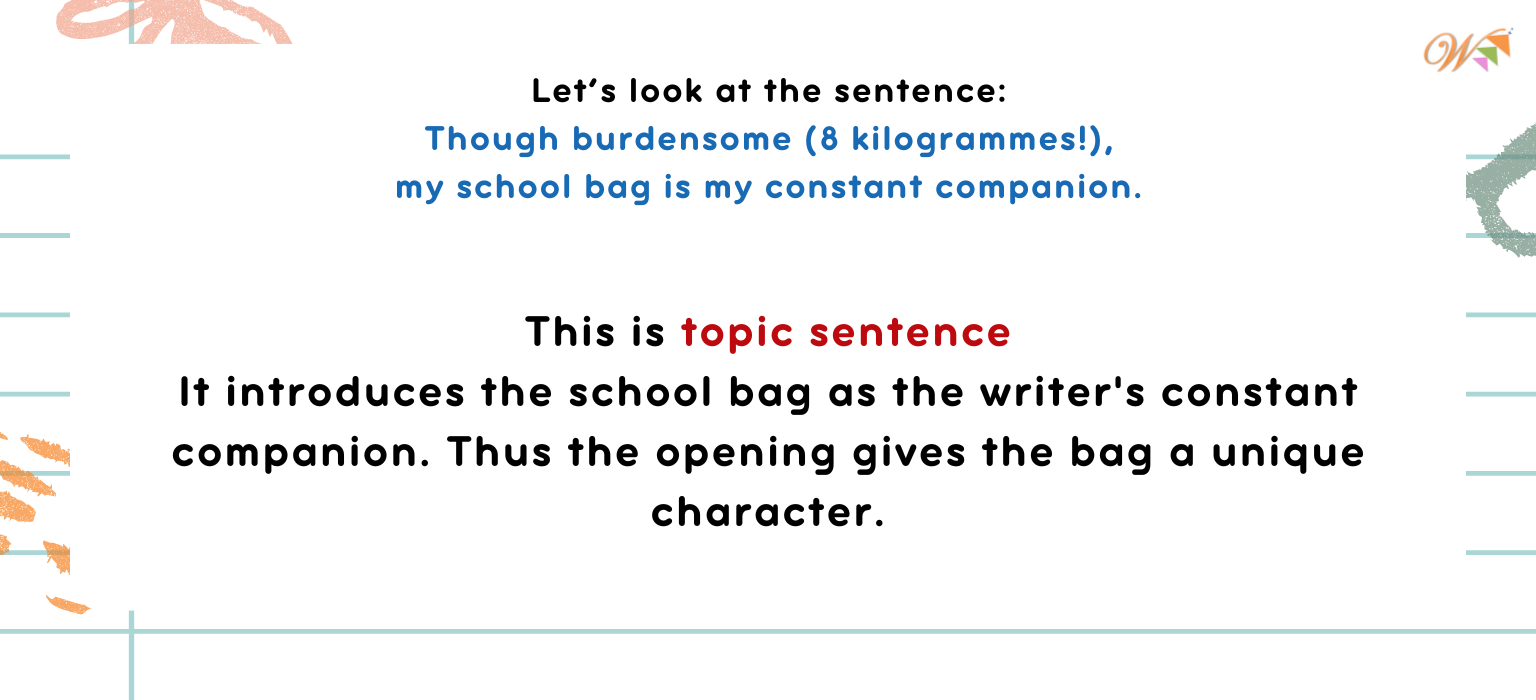 Let's look at the sentence:
Though burdensome (8 kilogrammes!),
my school bag is my constant companion.
This is topic sentence
It introduces the school bag as the writer's constant
companion. Thus the opening gives the bag a unique
character.
W